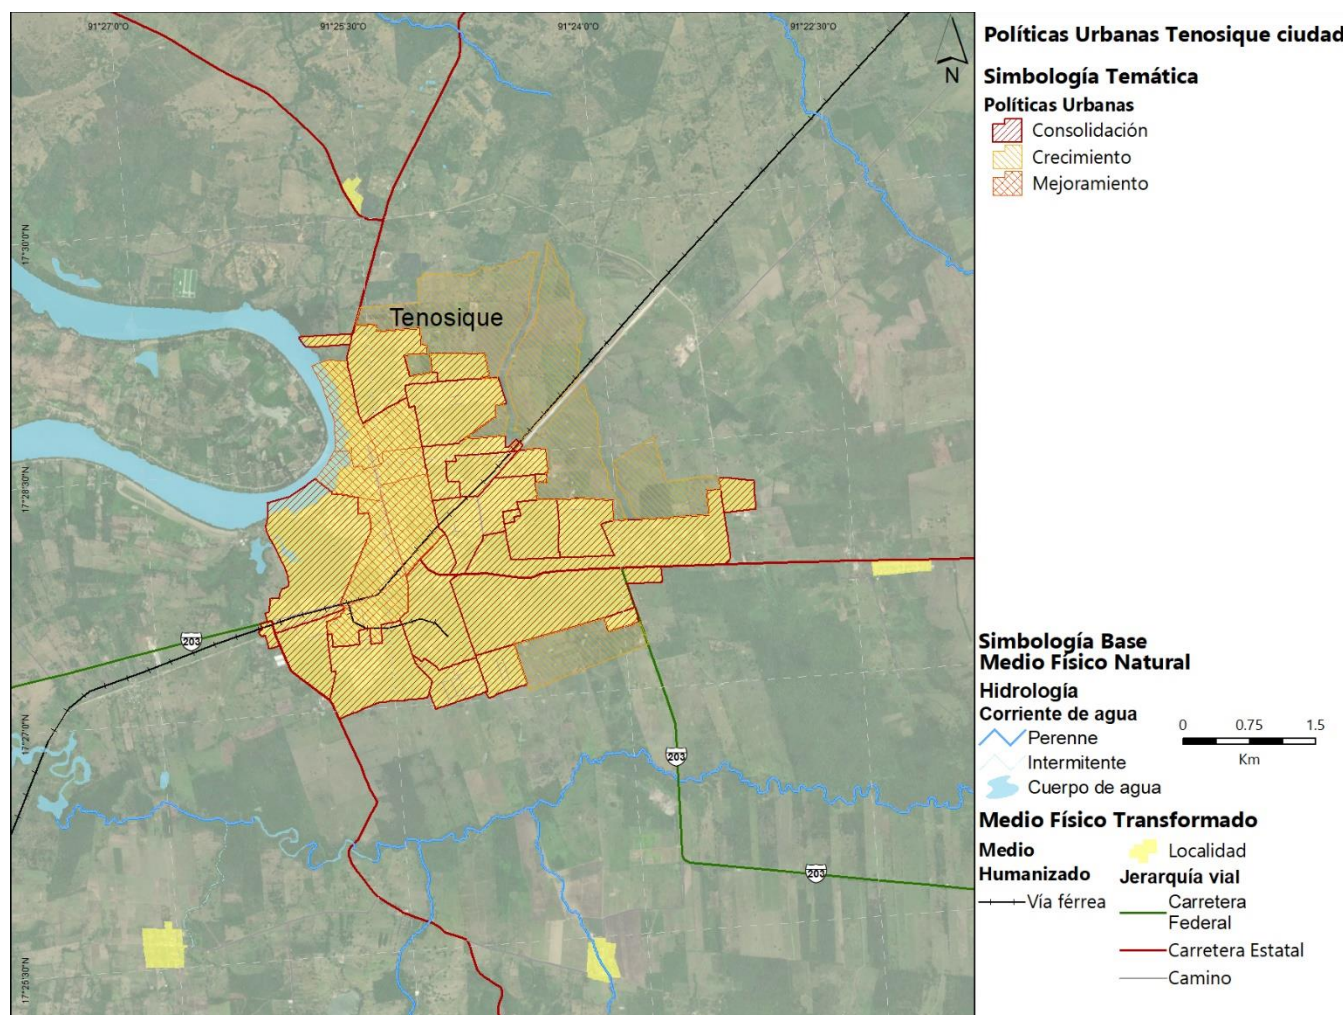 91°27'0"O
91°25'30"O
91°24'0"O
91°22'30"O
17°30'0"N
17°28'30"N
17°27'0"N
17°25'30"N
N
Tenosique
203
203
203
Políticas Urbanas Tenosique ciudad
Simbología Temática
Políticas Urbanas
Consolidación
Crecimiento
Mejoramiento
Simbología Base
Medio Físico Natural
Hidrología
Corriente de agua
Perenne
Intermitente
Cuerpo de agua
0 0.75 1.5
Km
Medio Físico Transformado
Medio
Humanizado
Vía férrea
Localidad
Jerarquía vial
Carretera
Federal
Carretera Estatal
Camino